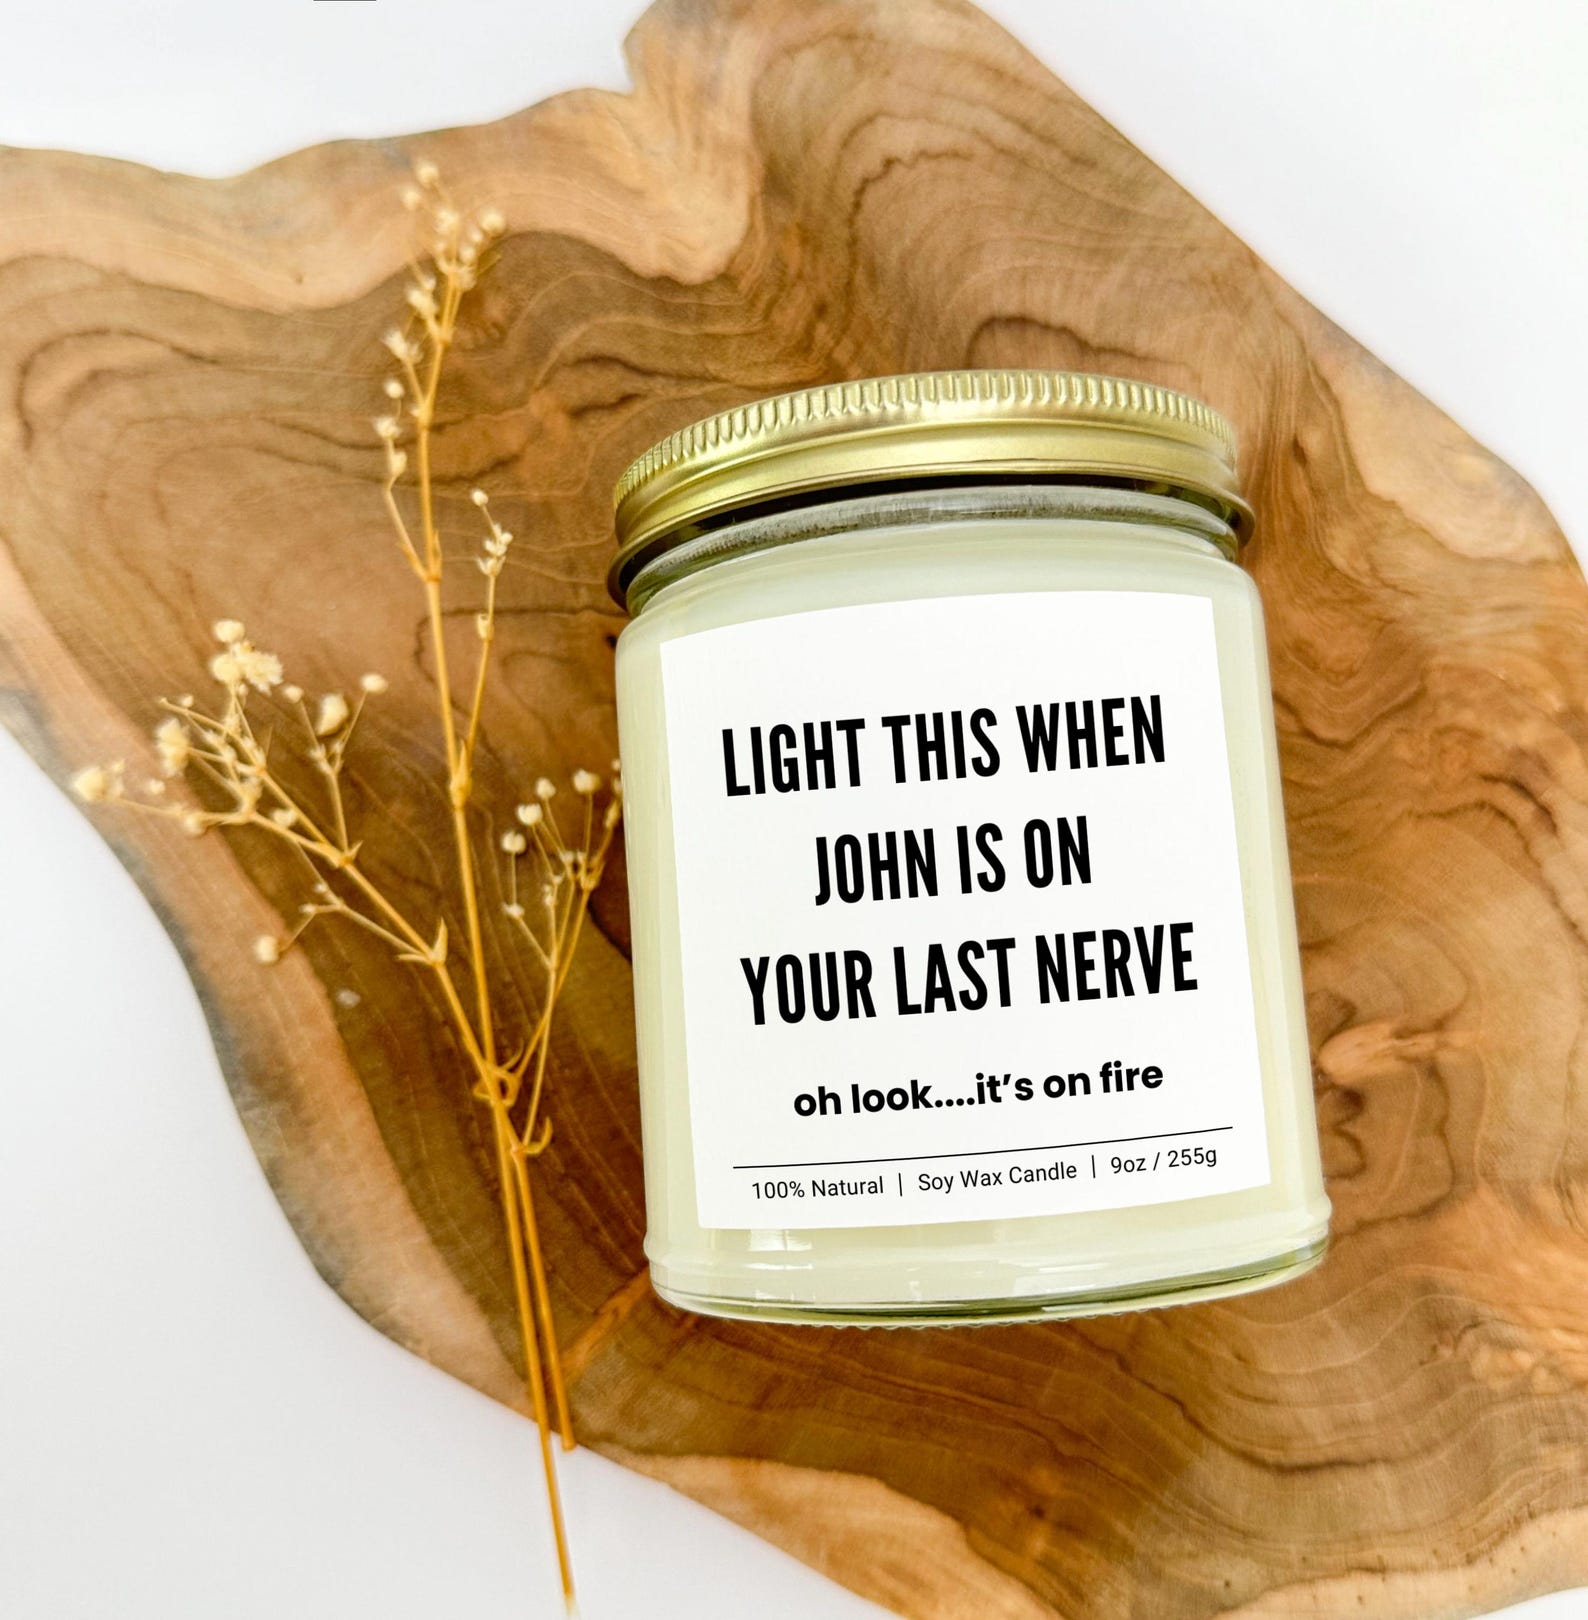 LIGHT THIS WHEN
JOHN IS ON
YOUR LAST NERVE
oh look....it's on fire
100% Natural | Soy Wax Candle | 9oz / 255g